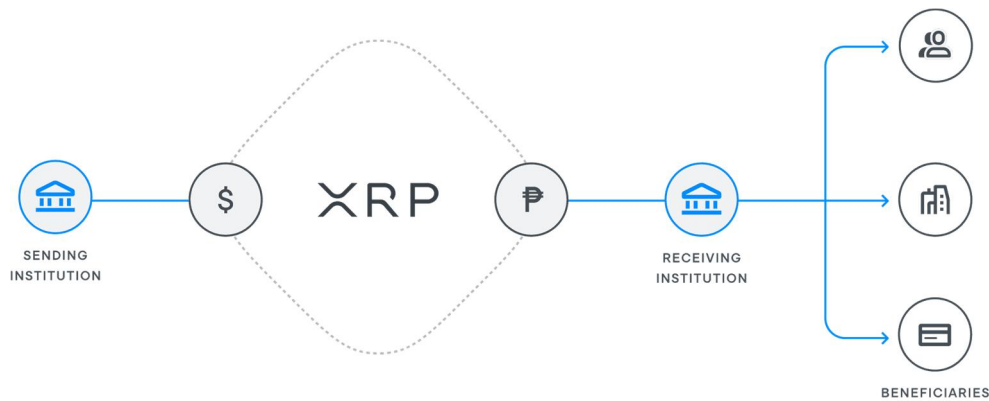 $
XRP
₱
SENDING
INSTITUTION
RECEIVING
INSTITUTION
BENEFICIARIES